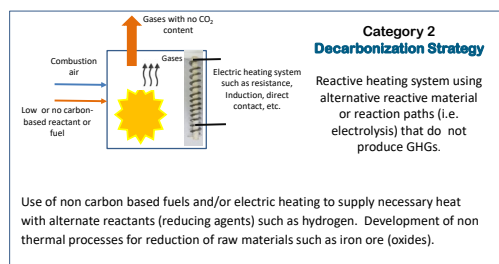 Gases with no CO₂
content
Combustion
air
Low or no carbon-
based reactant or
fuel
Gases
Electric heating system
such as resistance,
Induction, direct
contact, etc.
Category 2
Decarbonization Strategy
Reactive heating system using
alternative reactive material
or reaction paths (i.e.
electrolysis) that do not
produce GHGs.
Use of non carbon based fuels and/or electric heating to supply necessary heat
with alternate reactants (reducing agents) such as hydrogen. Development of non
thermal processes for reduction of raw materials such as iron ore (oxides).